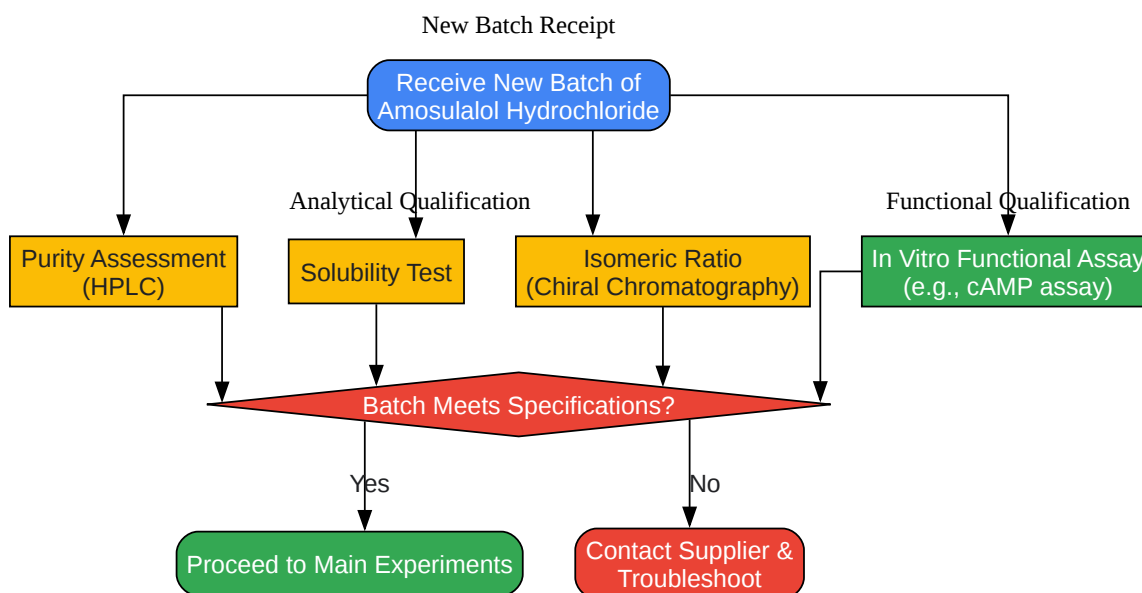 New Batch Receipt
Receive New Batch of
Amosulalol Hydrochloride
Analytical Qualification
Functional Qualification
Purity Assessment
(HPLC)
Solubility Test
Isomeric Ratio
(Chiral Chromatography)
In Vitro Functional Assay
(e.g., cAMP assay)
Batch Meets Specifications?
Yes
No
Proceed to Main Experiments
Contact Supplier &
Troubleshoot